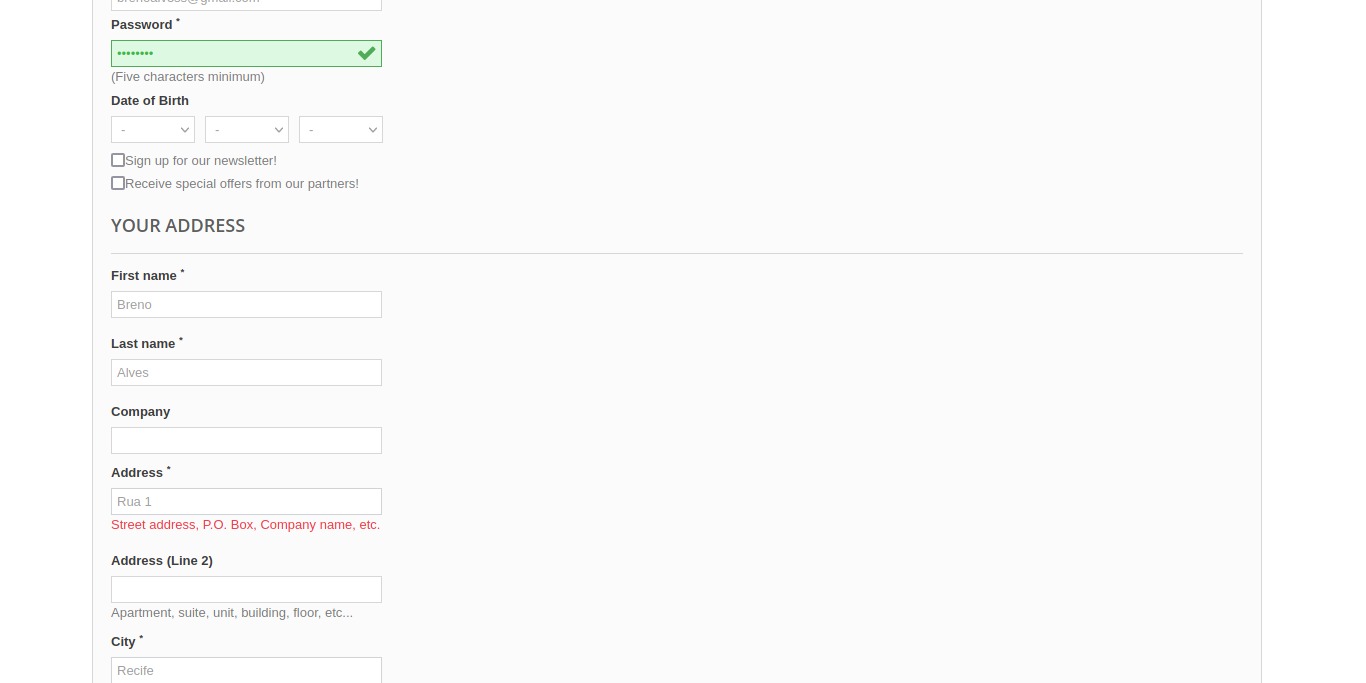 Password *
••••••••
(Five characters minimum)
Date of Birth
- - -
Sign up for our newsletter!
Receive special offers from our partners!
YOUR ADDRESS
First name *
Breno
Last name *
Alves
Company
Address *
Rua 1
Street address, P.O. Box, Company name, etc.
Address (Line 2)
Apartment, suite, unit, building, floor, etc...
City *
Recife